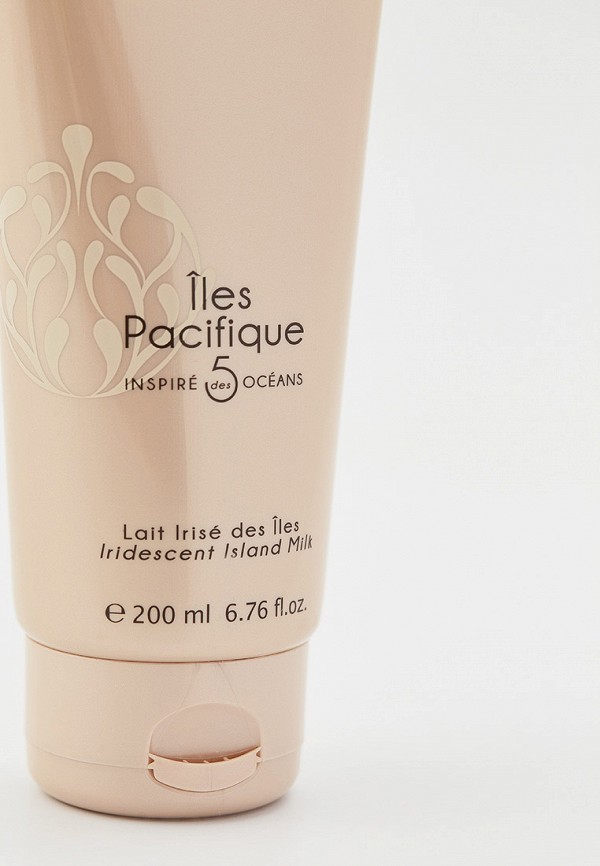 Îles
Pacifique
INSPIRÉ des 5 OCÉANS
Lait Irisé des Îles
Iridescent Island Milk
℮ 200 ml 6.76 fl.oz.